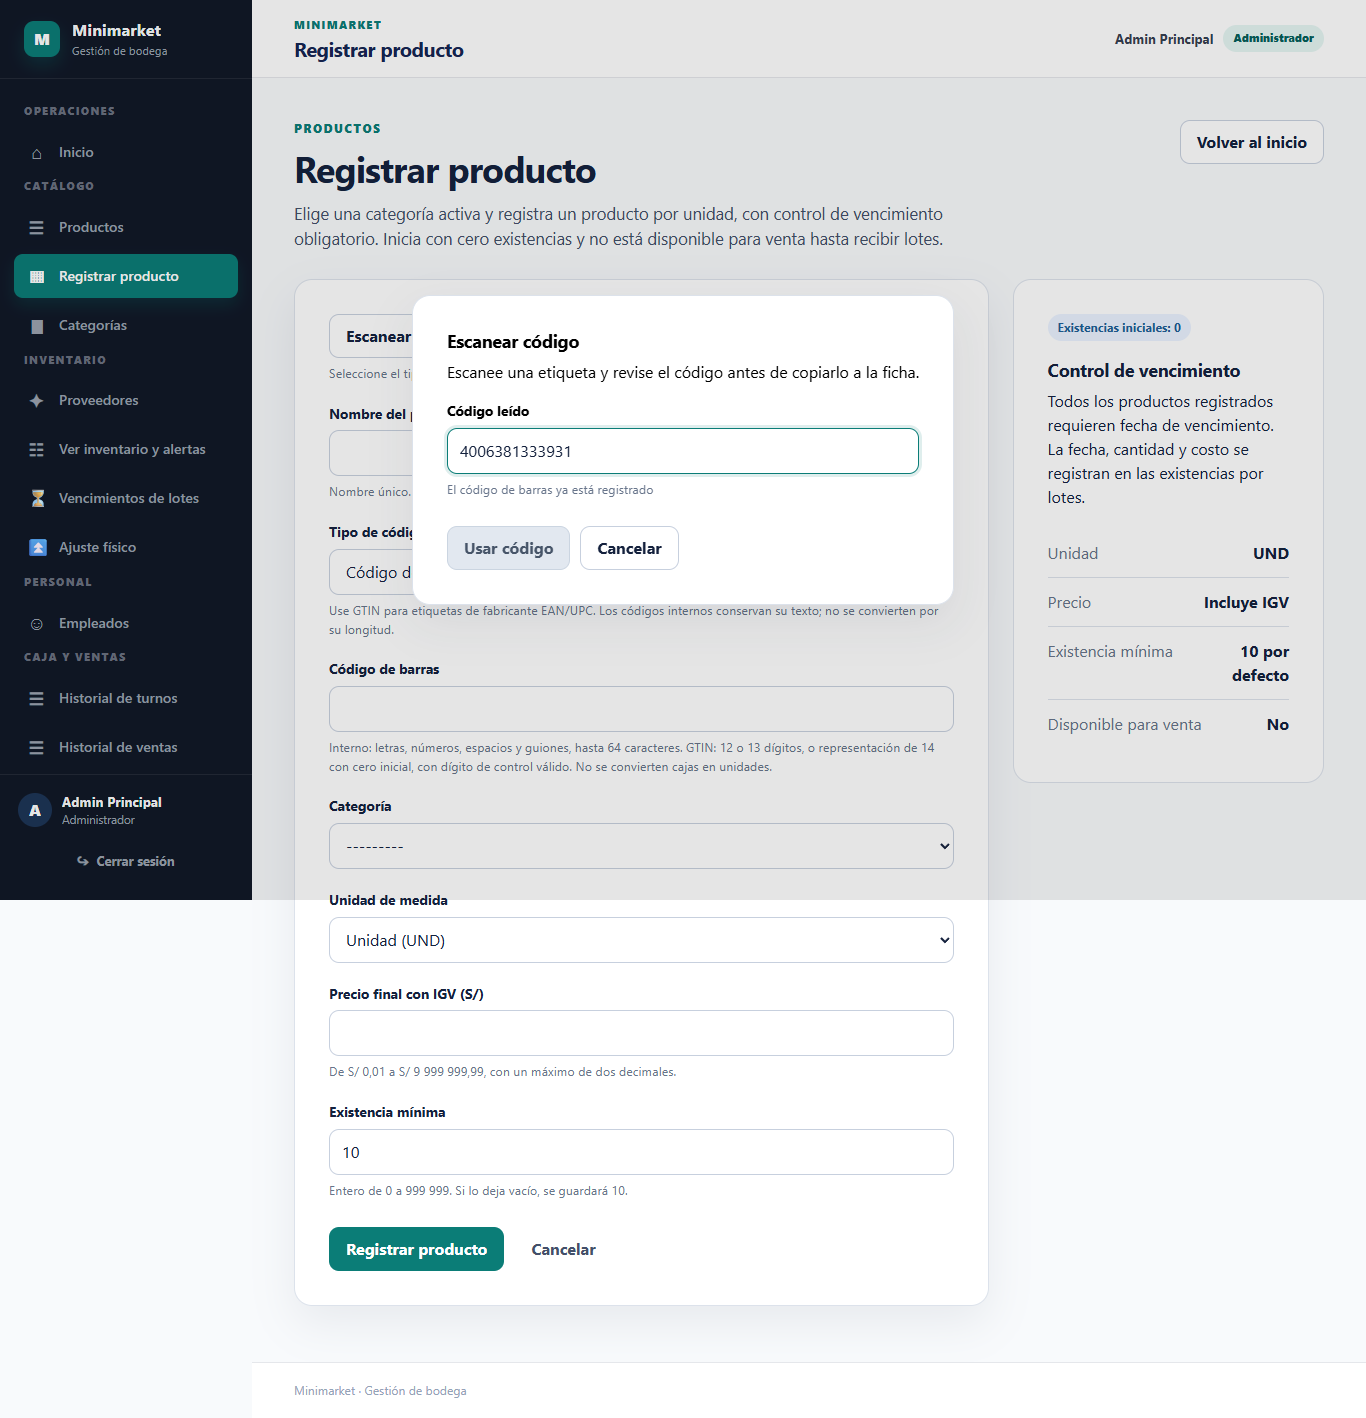 M
Minimarket
Gestión de bodega
OPERACIONES
Inicio
CATÁLOGO
Productos
Registrar producto
Categorías
INVENTARIO
Proveedores
Ver inventario y alertas
Vencimientos de lotes
Ajuste físico
PERSONAL
Empleados
CAJA Y VENTAS
Historial de turnos
Historial de ventas
A
Admin Principal
Administrador
Cerrar sesión
MINIMARKET
Registrar producto
Admin Principal
Administrador
PRODUCTOS
Registrar producto
Volver al inicio
Elige una categoría activa y registra un producto por unidad, con control de vencimiento
obligatorio. Inicia con cero existencias y no está disponible para venta hasta recibir lotes.
Escanear
Seleccione el
Nombre del
Nombre único.
Tipo de
Código
Escanear código
Escanee una etiqueta y revise el código antes de copiarlo a la ficha.
Código leído
4006381333931
El código de barras ya está registrado
Usar código
Cancelar
Use GTIN para etiquetas de fabricante EAN/UPC. Los códigos internos conservan su texto; no se convierten por
su longitud.
Código de barras
Interno: letras, números, espacios y guiones, hasta 64 caracteres. GTIN: 12 o 13 dígitos, o representación de 14
con cero inicial, con dígito de control válido. No se convierten cajas en unidades.
Categoría
---------
Unidad de medida
Unidad (UND)
Precio final con IGV (S/)
De S/ 0,01 a S/ 9 999 999,99, con un máximo de dos decimales.
Existencia mínima
10
Entero de 0 a 999 999. Si lo deja vacío, se guardará 10.
Registrar producto
Cancelar
Existencias iniciales: 0
Control de vencimiento
Todos los productos registrados
requieren fecha de vencimiento.
La fecha, cantidad y costo se
registran en las existencias por
lotes.
Unidad UND
Precio Incluye IGV
Existencia mínima 10 por
defecto
Disponible para venta No
Minimarket · Gestión de bodega